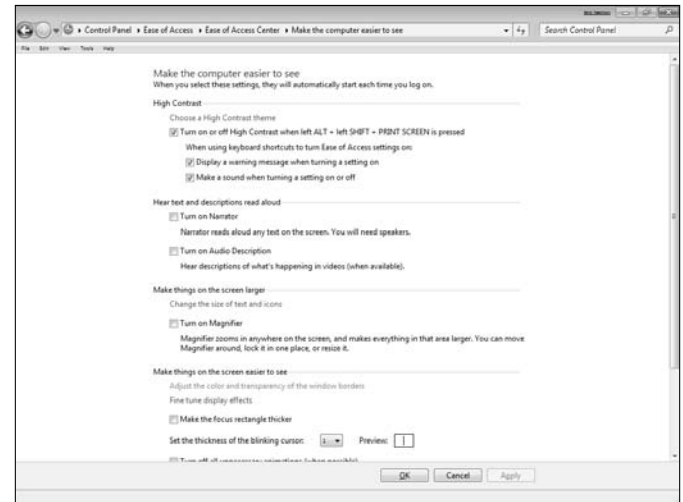 Control Panel ▸ Ease of Access ▸ Ease of Access Center ▸ Make the computer easier to see
Search Control Panel
File Edit View Tools Help
Make the computer easier to see
When you select these settings, they will automatically start each time you log on.
High Contrast
Choose a High Contrast theme
Turn on or off High Contrast when left ALT + left SHIFT + PRINT SCREEN is pressed
When using keyboard shortcuts to turn Ease of Access settings on:
Display a warning message when turning a setting on
Make a sound when turning a setting on or off
Hear text and descriptions read aloud
Turn on Narrator
Narrator reads aloud any text on the screen. You will need speakers.
Turn on Audio Description
Hear descriptions of what's happening in videos (when available).
Make things on the screen larger
Change the size of text and icons
Turn on Magnifier
Magnifier zooms in anywhere on the screen, and makes everything in that area larger. You can move
Magnifier around, lock it in one place, or resize it.
Make things on the screen easier to see
Adjust the color and transparency of the window borders
Fine tune display effects
Make the focus rectangle thicker
Set the thickness of the blinking cursor: 1 Preview:
Turn off all unnecessary animations (when possible)
OK Cancel Apply